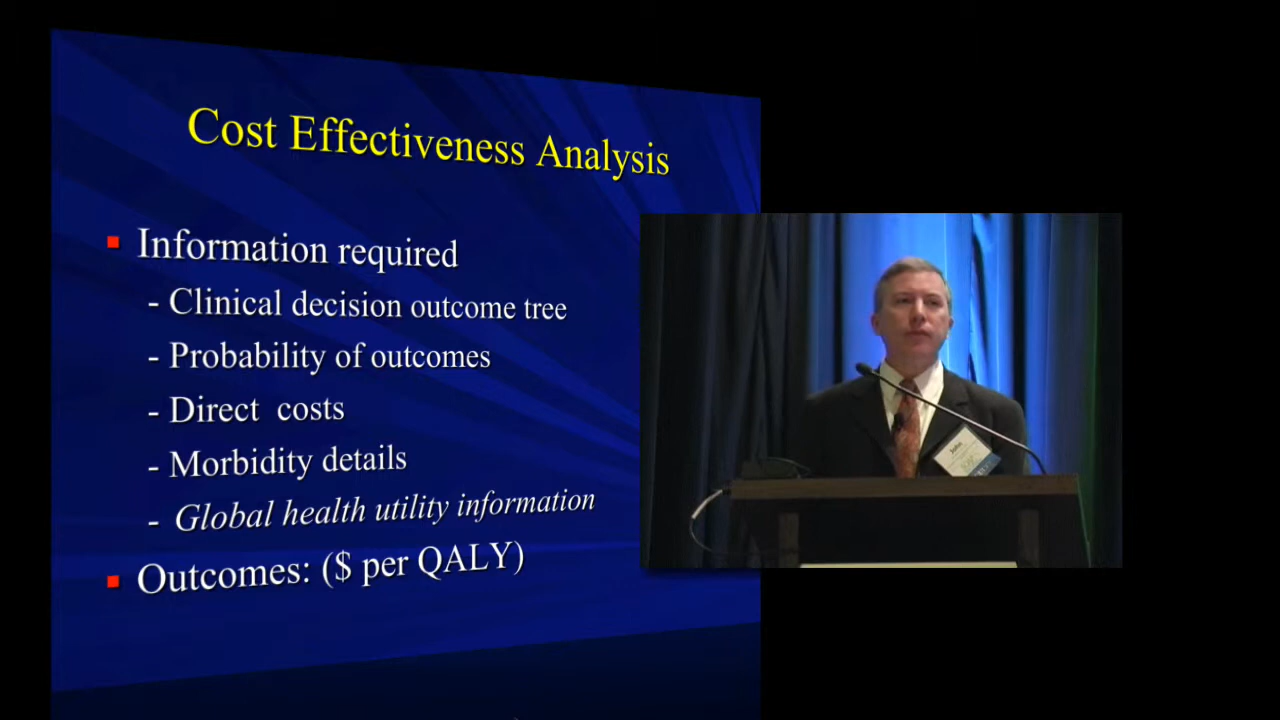 Cost Effectiveness Analysis
Information required
- Clinical decision outcome tree
- Probability of outcomes
- Direct costs
- Morbidity details
- Global health utility information
Outcomes: ($ per QALY)
John